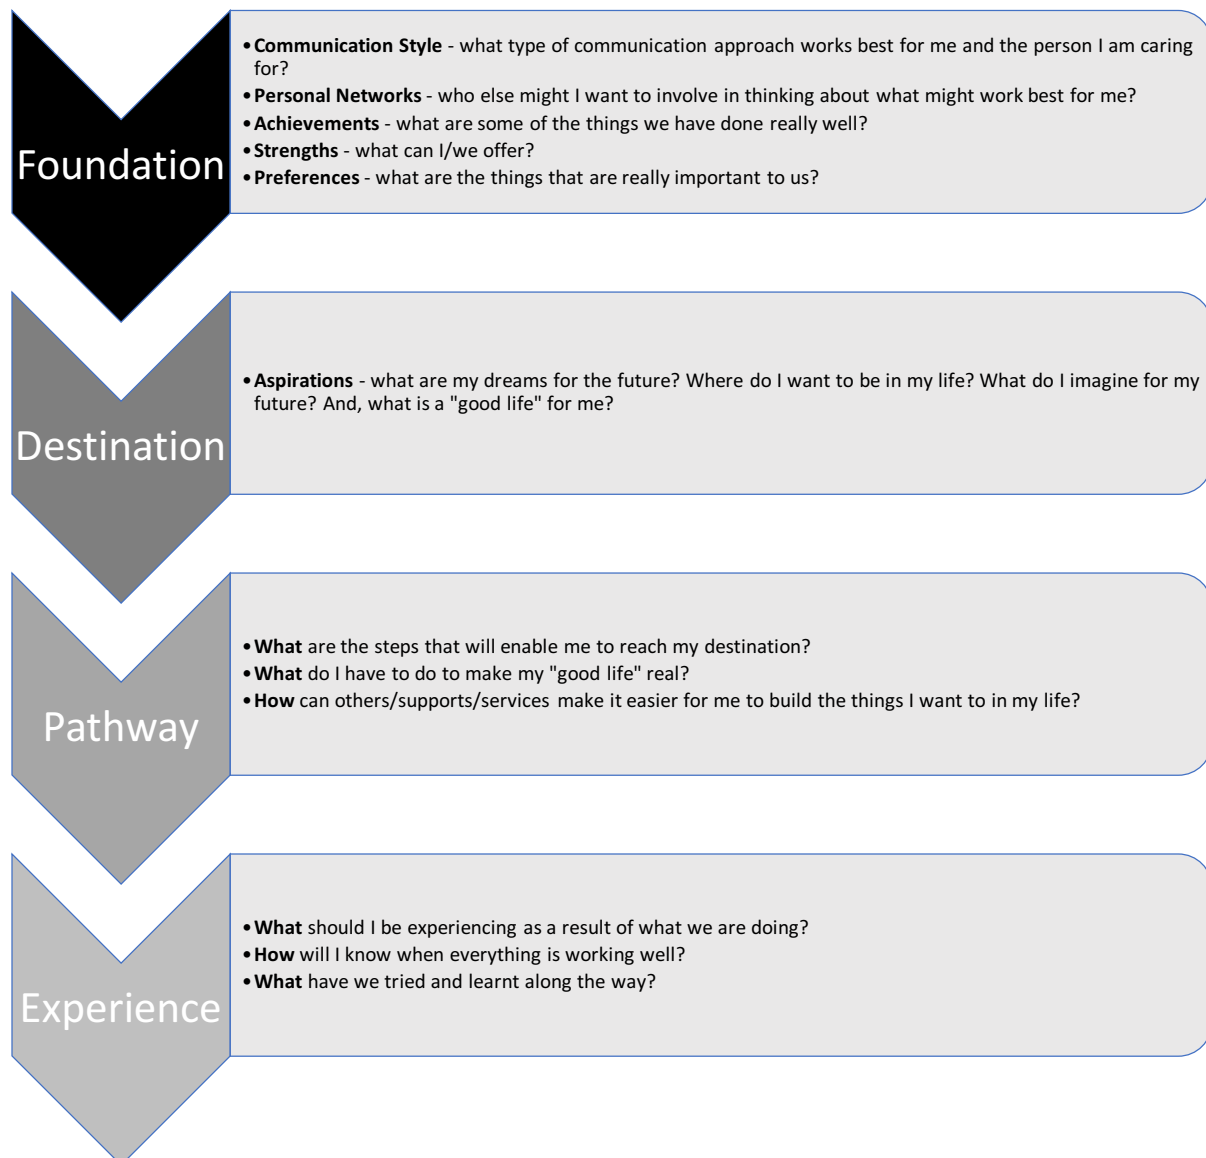 Foundation
•Communication Style - what type of communication approach works best for me and the person I am caring
for?
•Personal Networks - who else might I want to involve in thinking about what might work best for me?
•Achievements - what are some of the things we have done really well?
•Strengths - what can I/we offer?
•Preferences - what are the things that are really important to us?
Destination
•Aspirations - what are my dreams for the future? Where do I want to be in my life? What do I imagine for my
future? And, what is a "good life" for me?
Pathway
•What are the steps that will enable me to reach my destination?
•What do I have to do to make my "good life" real?
•How can others/supports/services make it easier for me to build the things I want to in my life?
Experience
•What should I be experiencing as a result of what we are doing?
•How will I know when everything is working well?
•What have we tried and learnt along the way?